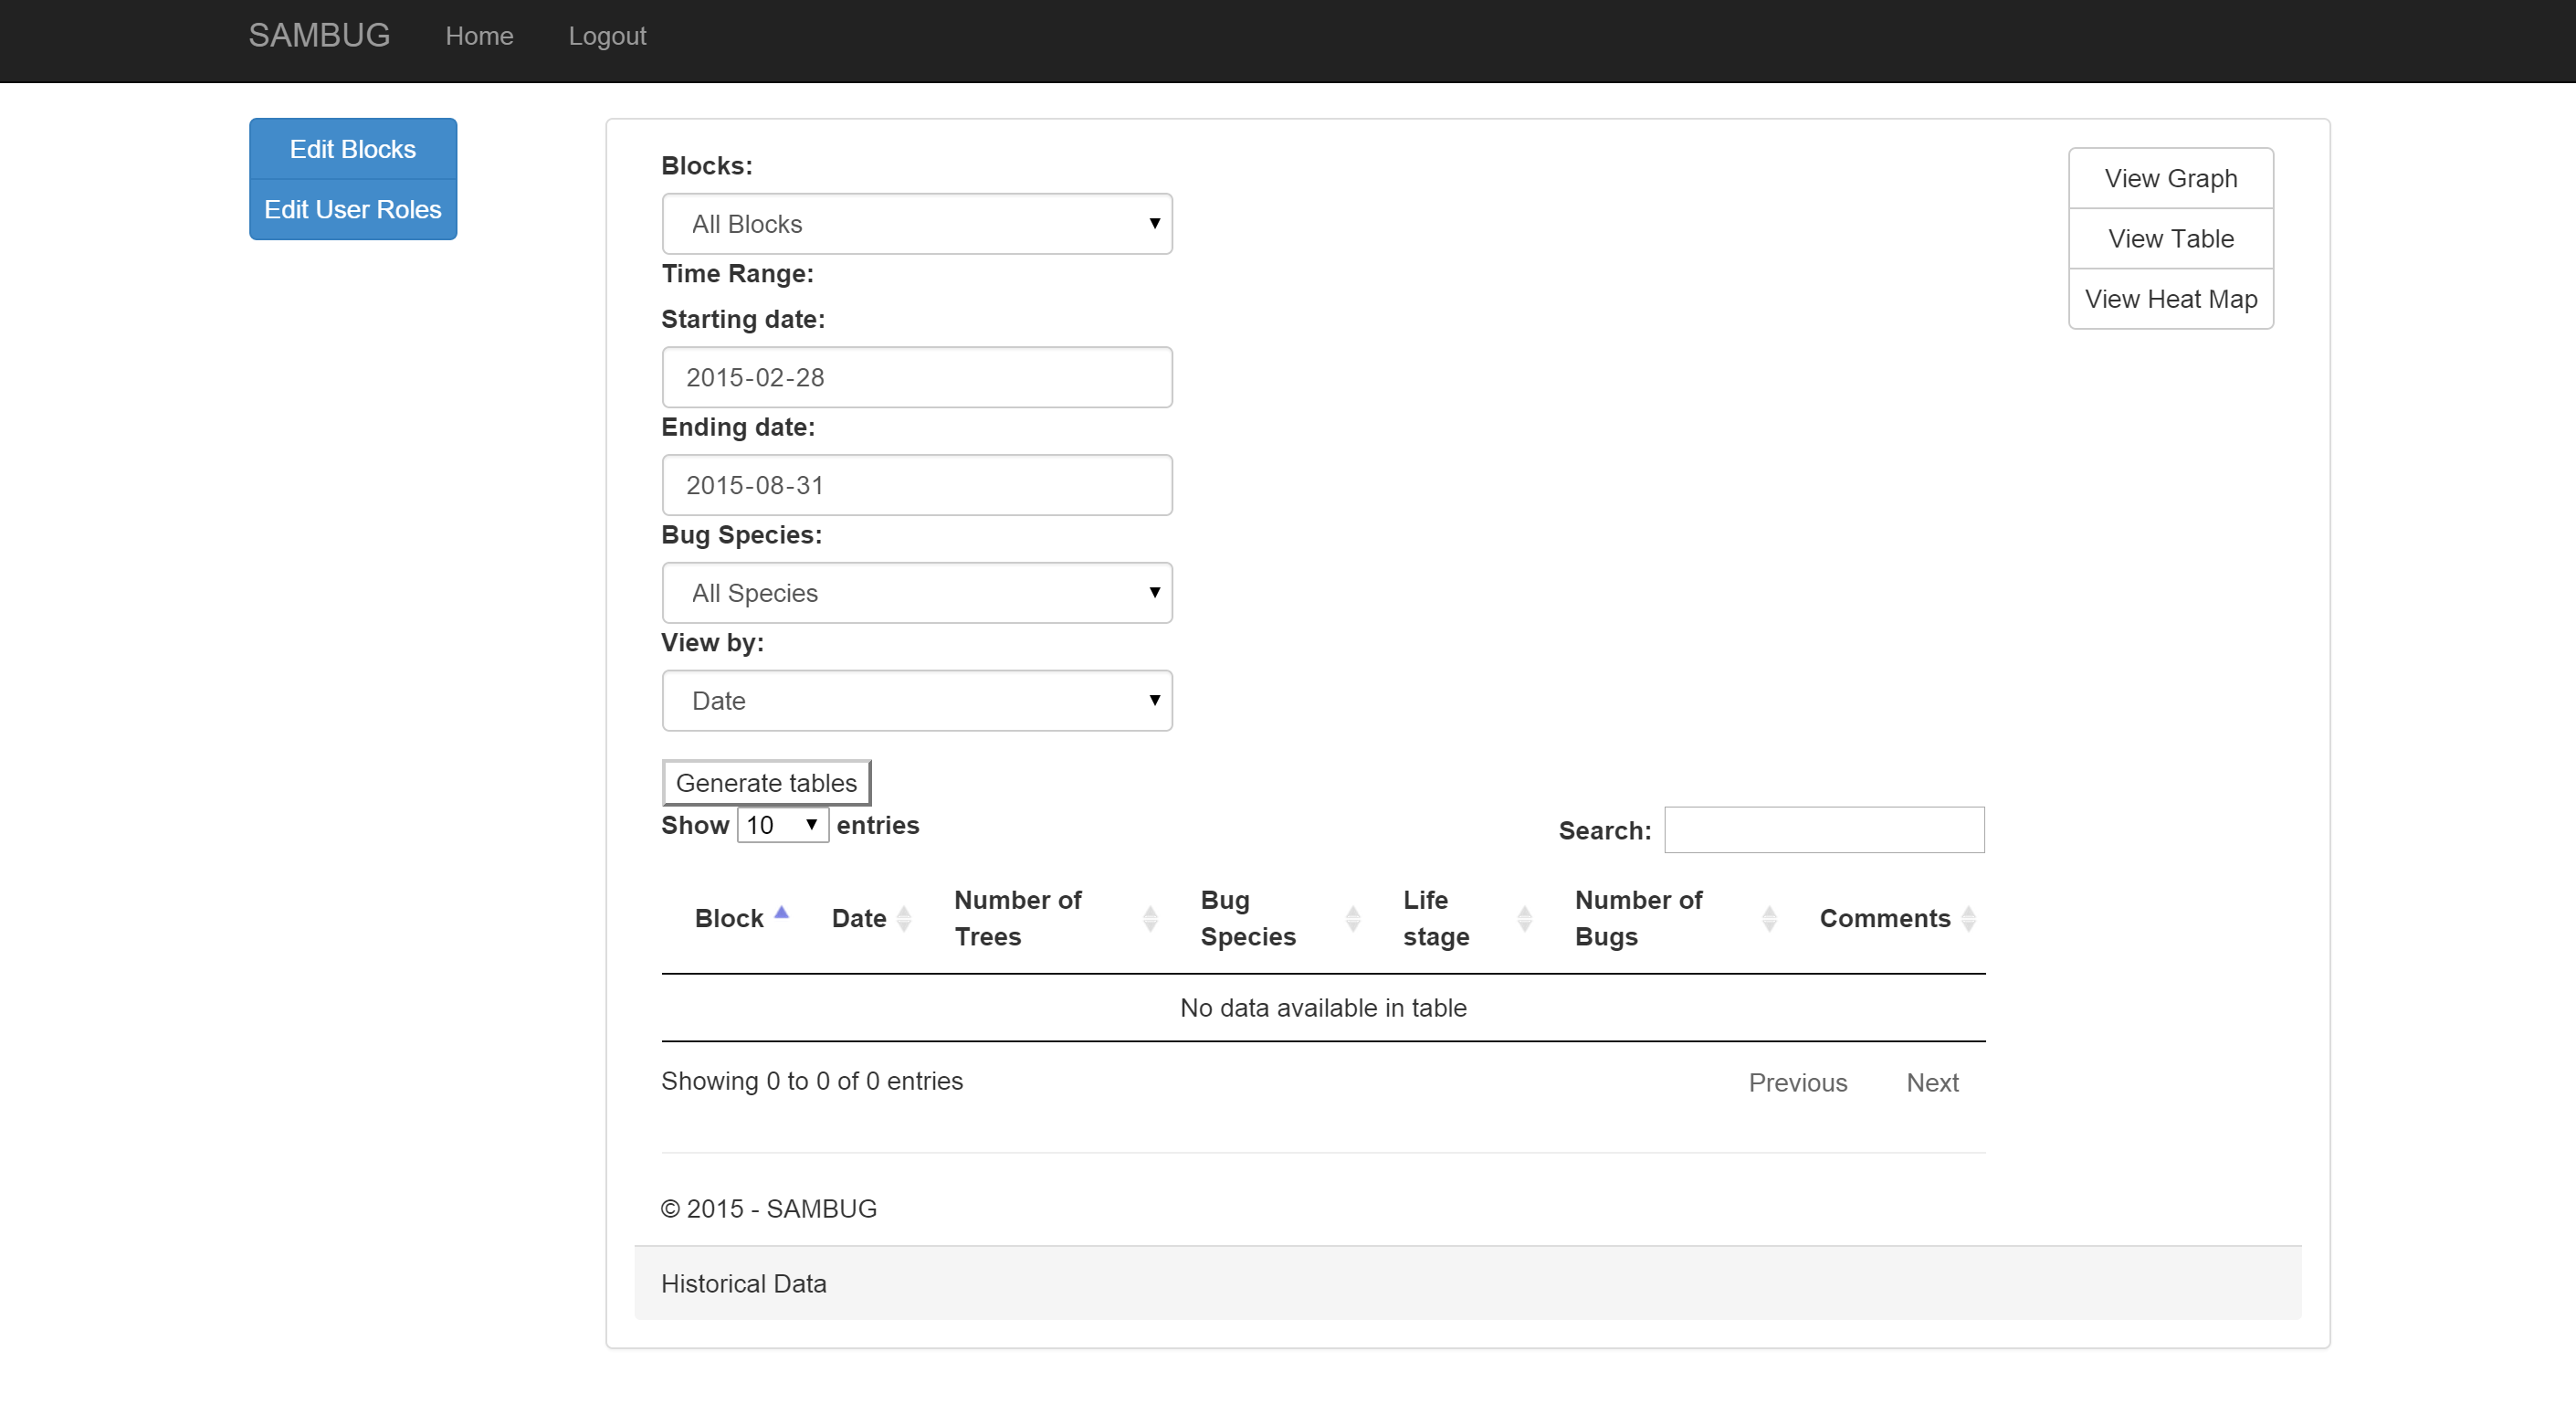 SAMBUG Home Logout
Edit Blocks
Edit User Roles
Blocks:
All Blocks
Time Range:
Starting date:
2015-02-28
Ending date:
2015-08-31
Bug Species:
All Species
View by:
Date
View Graph
View Table
View Heat Map
Generate tables
Show 10 entries
Search:
Block Date Number of Trees Bug Species Life stage Number of Bugs Comments
No data available in table
Showing 0 to 0 of 0 entries
Previous Next
© 2015 - SAMBUG
Historical Data